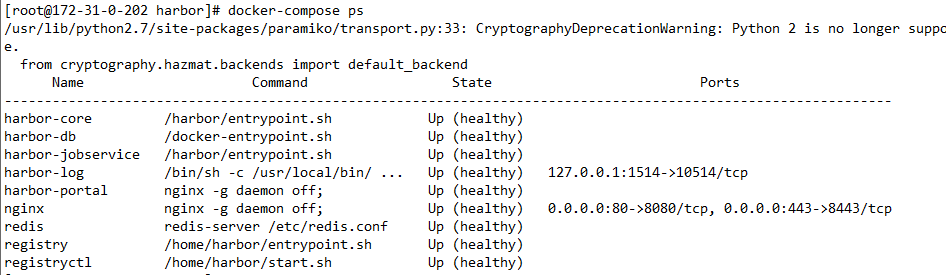 [root@172-31-0-202 harbor]# docker-compose ps
/usr/lib/python2.7/site-packages/paramiko/transport.py:33: CryptographyDeprecationWarning: Python 2 is no longer suppo
e.
  from cryptography.hazmat.backends import default_backend
      Name                     Command                  State                          Ports
---------------------------------------------------------------------------------------------------------------
harbor-core         /harbor/entrypoint.sh            Up (healthy)
harbor-db           /docker-entrypoint.sh            Up (healthy)
harbor-jobservice   /harbor/entrypoint.sh            Up (healthy)
harbor-log          /bin/sh -c /usr/local/bin/ ...   Up (healthy)   127.0.0.1:1514->10514/tcp
harbor-portal       nginx -g daemon off;             Up (healthy)
nginx               nginx -g daemon off;             Up (healthy)   0.0.0.0:80->8080/tcp, 0.0.0.0:443->8443/tcp
redis               redis-server /etc/redis.conf     Up (healthy)
registry            /home/harbor/entrypoint.sh       Up (healthy)
registryctl         /home/harbor/start.sh            Up (healthy)